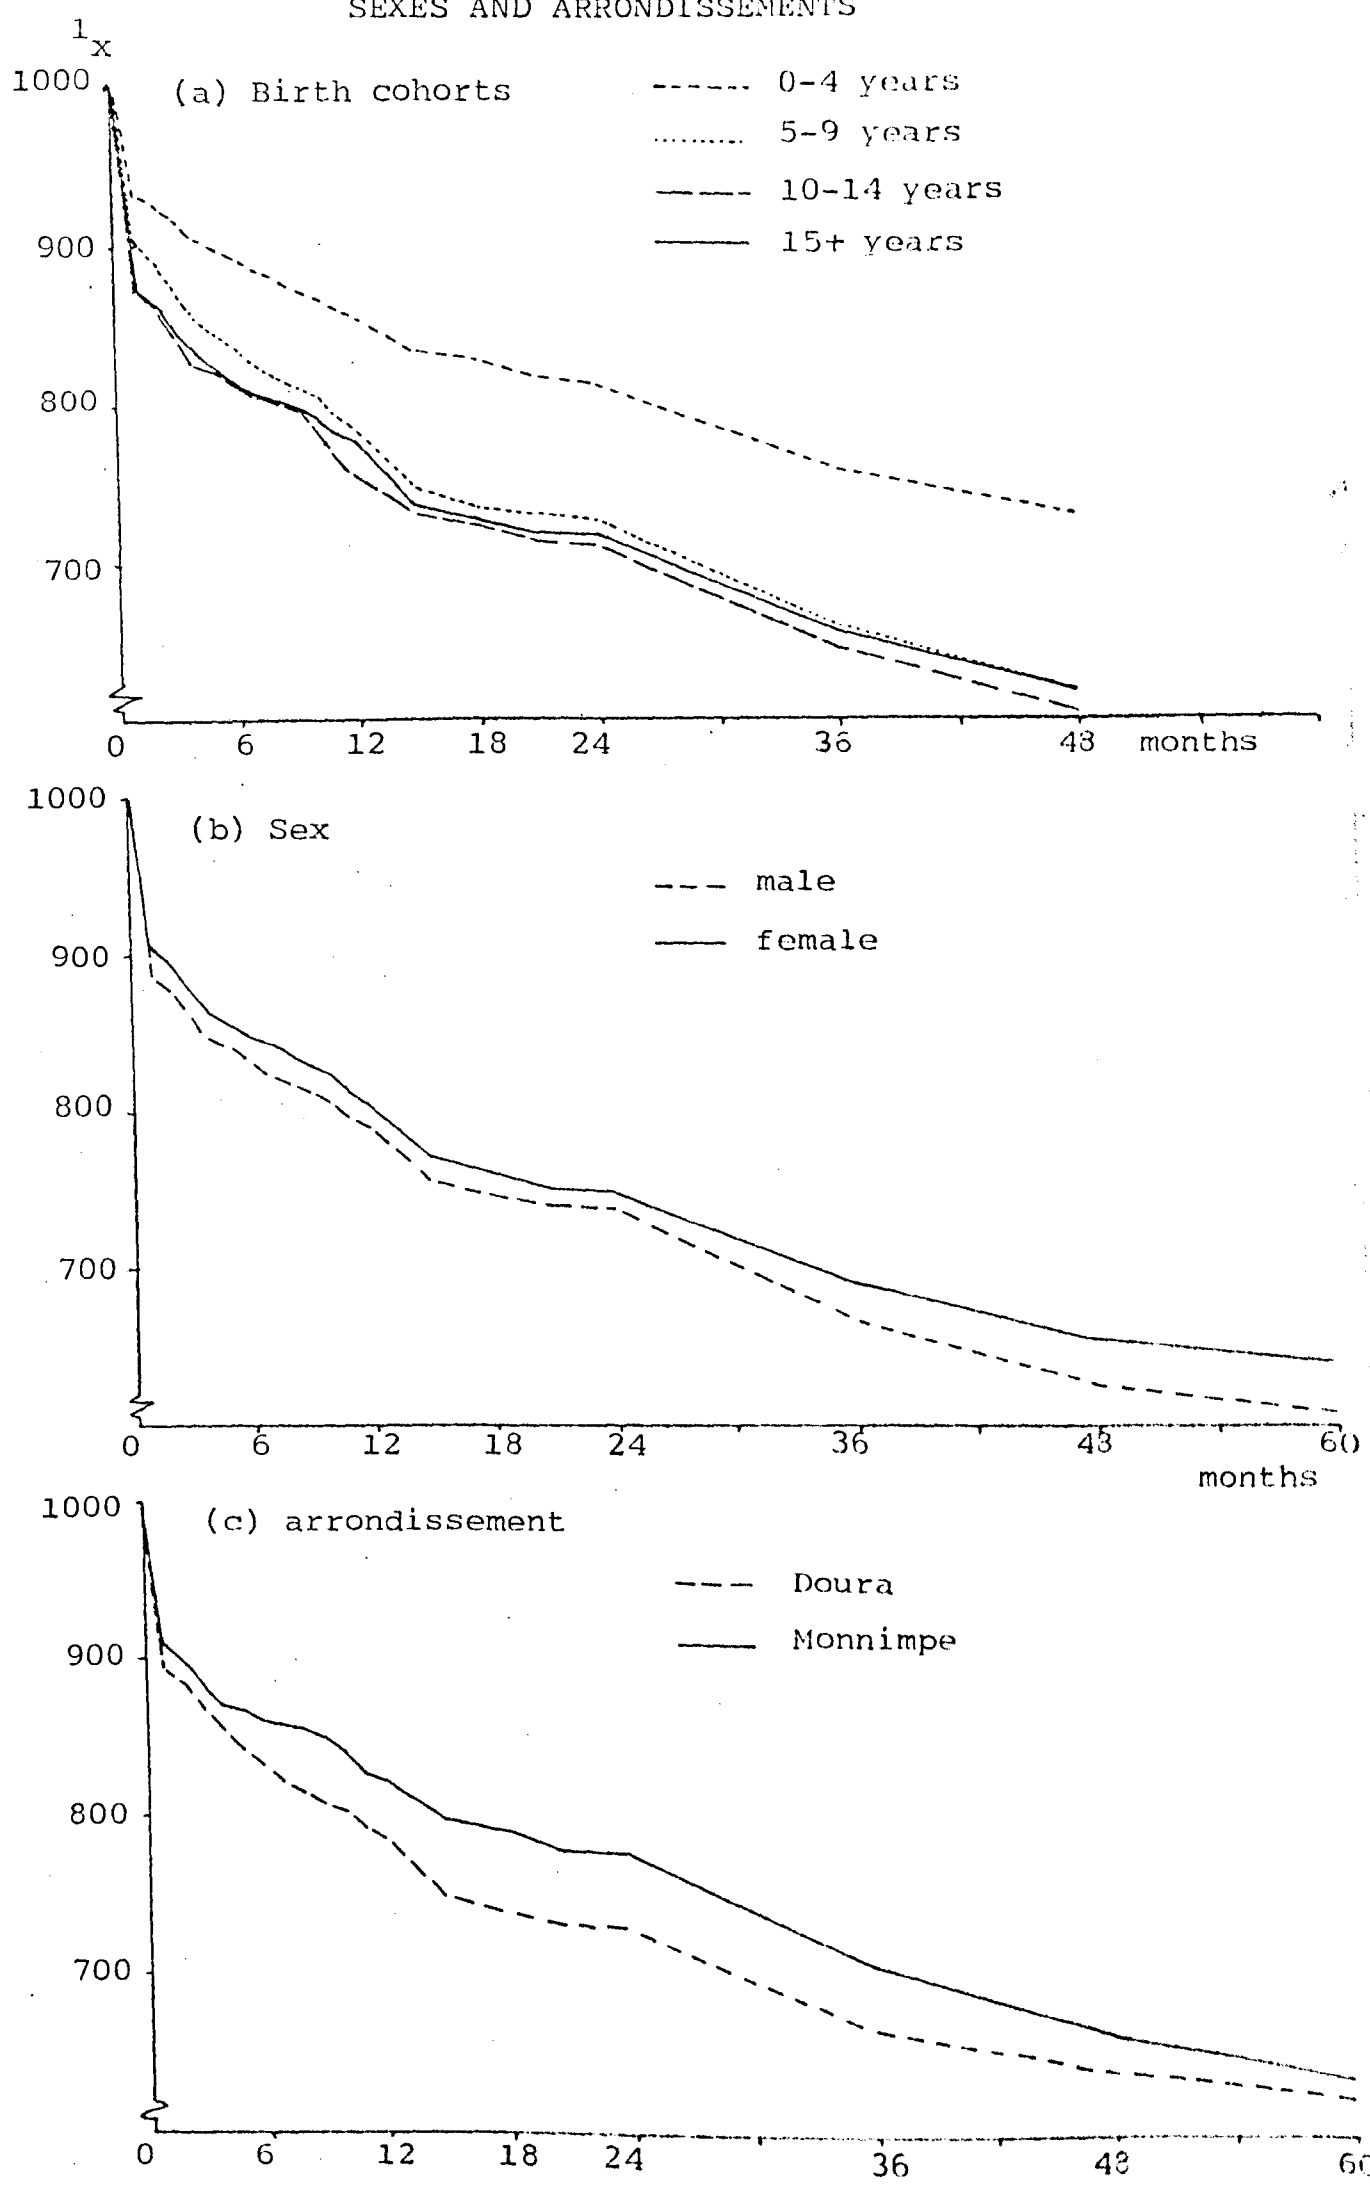 SEXES AND ARRONDISSEMENTS
lx
1000
(a) Birth cohorts
0-4 years
5-9 years
10-14 years
15+ years
900
800
700
0 6 12 18 24 36 48 months
1000
(b) Sex
male
female
900
800
700
0 6 12 18 24 36 48 60
months
1000
(c) arrondissement
Doura
Monnimpe
900
800
700
0 6 12 18 24 36 48 60